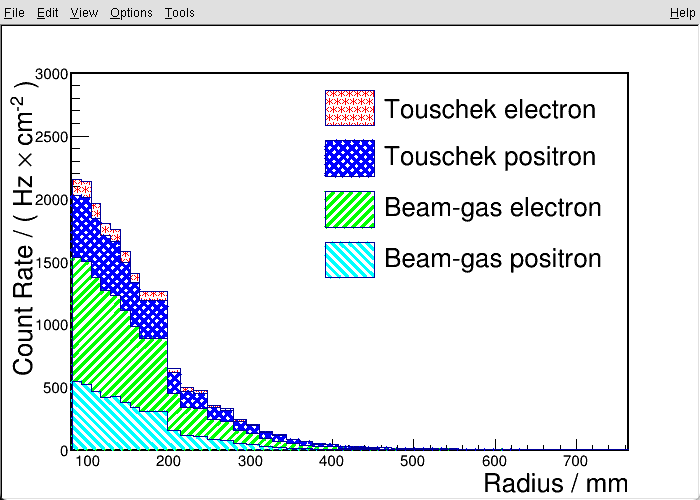 File Edit View Options Tools Help
Count Rate / ( Hz × cm-2 )
3000
2500
2000
1500
1000
500
0
Touschek electron
Touschek positron
Beam-gas electron
Beam-gas positron
100 200 300 400 500 600 700
Radius / mm